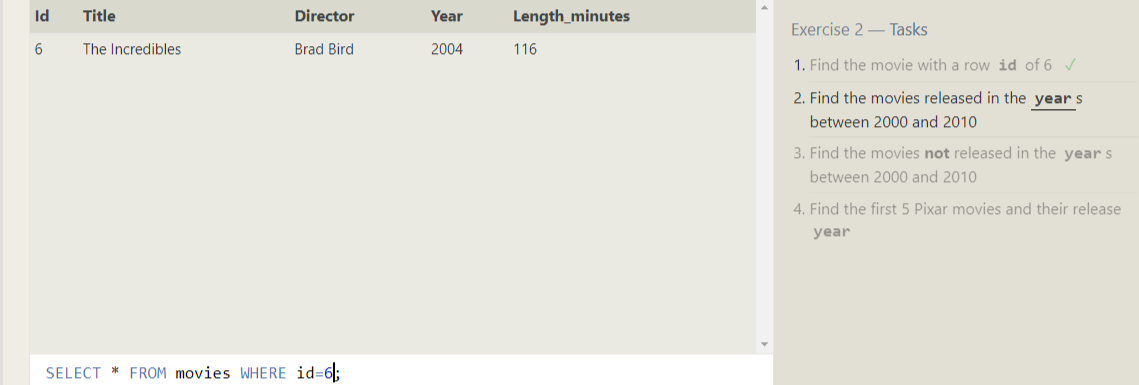 Id Title Director Year Length_minutes
6 The Incredibles Brad Bird 2004 116
SELECT * FROM movies WHERE id=6;
Exercise 2 — Tasks
1. Find the movie with a row id of 6 ✓
2. Find the movies released in the year s
between 2000 and 2010
3. Find the movies not released in the year s
between 2000 and 2010
4. Find the first 5 Pixar movies and their release
year